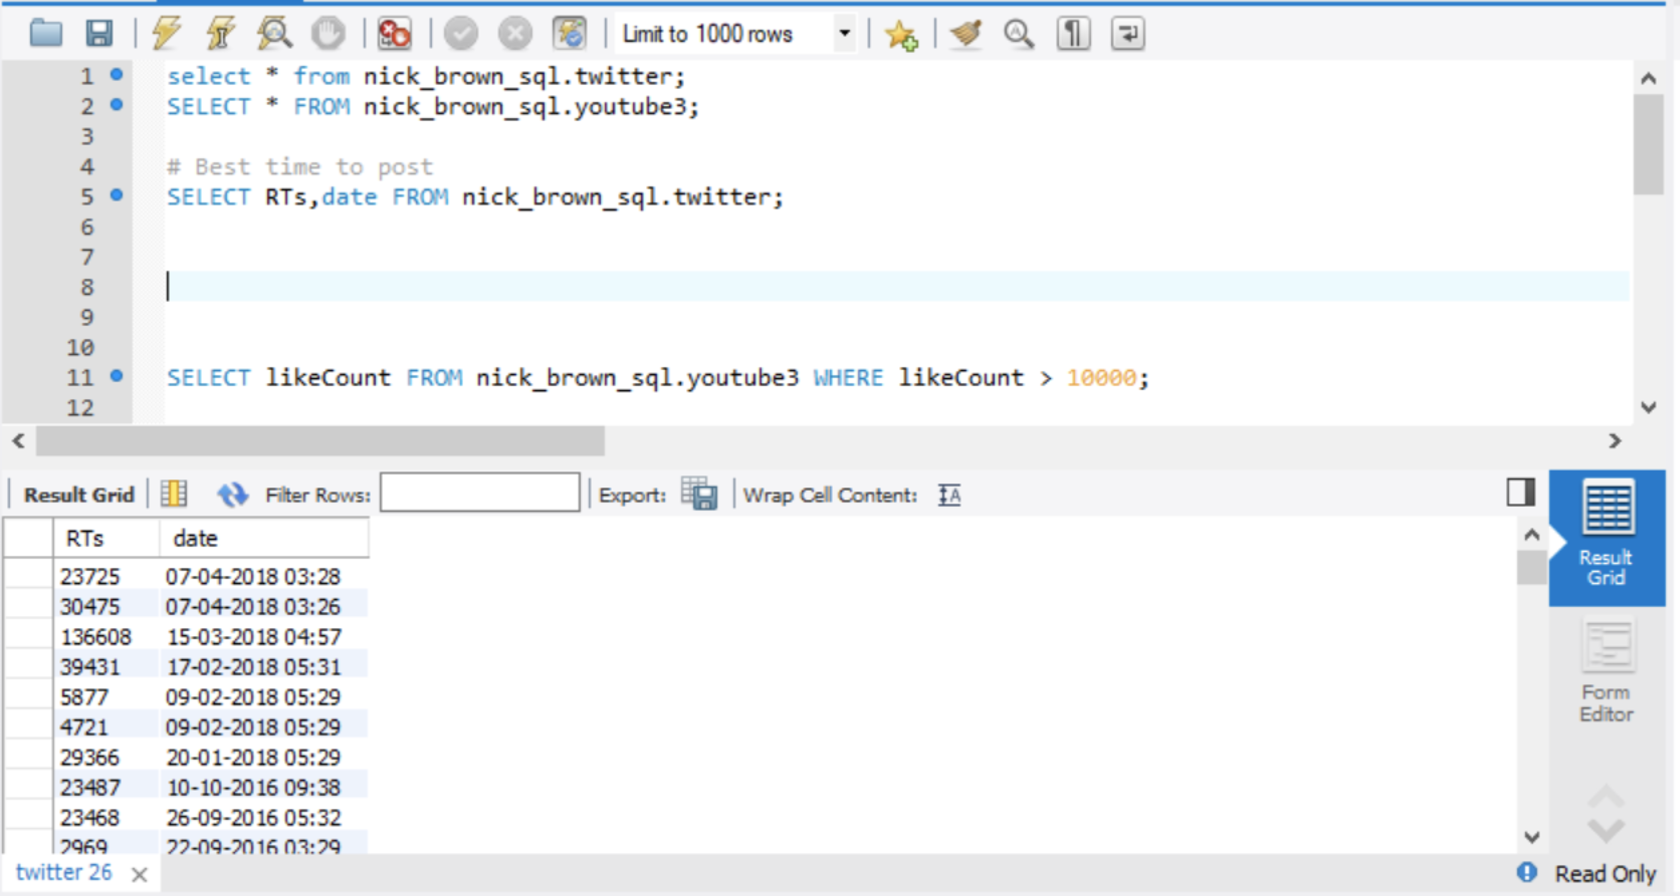 Limit to 1000 rows
1 select * from nick_brown_sql.twitter;
2 SELECT * FROM nick_brown_sql.youtube3;
3
4 # Best time to post
5 SELECT RTs,date FROM nick_brown_sql.twitter;
6
7
8
9
10
11 SELECT likeCount FROM nick_brown_sql.youtube3 WHERE likeCount > 10000;
12
Result Grid Filter Rows: Export: Wrap Cell Content:
RTs date
23725 07-04-2018 03:28
30475 07-04-2018 03:26
136608 15-03-2018 04:57
39431 17-02-2018 05:31
5877 09-02-2018 05:29
4721 09-02-2018 05:29
29366 20-01-2018 05:29
23487 10-10-2016 09:38
23468 26-09-2016 05:32
2969 22-09-2016 03:29
Result
Grid
Form
Editor
twitter 26
Read Only